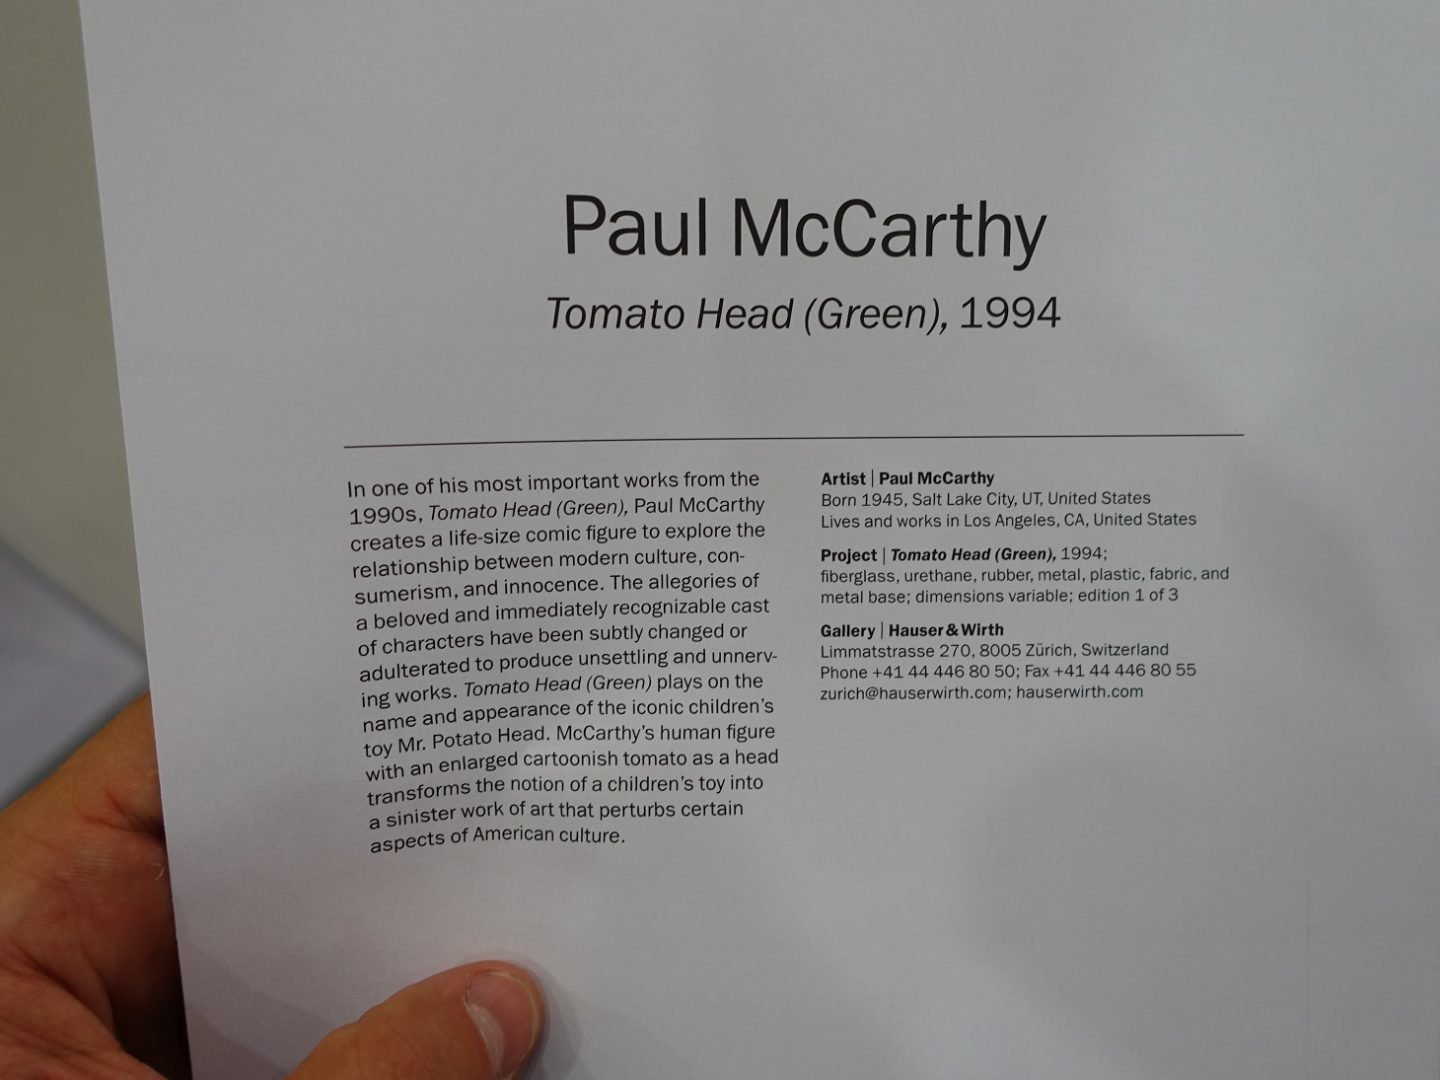 Paul McCarthy
Tomato Head (Green), 1994
In one of his most important works from the
1990s, Tomato Head (Green), Paul McCarthy
creates a life-size comic figure to explore the
relationship between modern culture, con-
sumerism, and innocence. The allegories of
a beloved and immediately recognizable cast
of characters have been subtly changed or
adulterated to produce unsettling and unnerv-
ing works. Tomato Head (Green) plays on the
name and appearance of the iconic children's
toy Mr. Potato Head. McCarthy's human figure
with an enlarged cartoonish tomato as a head
transforms the notion of a children's toy into
a sinister work of art that perturbs certain
aspects of American culture.
Artist | Paul McCarthy
Born 1945, Salt Lake City, UT, United States
Lives and works in Los Angeles, CA, United States
Project | Tomato Head (Green), 1994;
fiberglass, urethane, rubber, metal, plastic, fabric, and
metal base; dimensions variable; edition 1 of 3
Gallery | Hauser & Wirth
Limmatstrasse 270, 8005 Zürich, Switzerland
Phone +41 44 446 80 50; Fax +41 44 446 80 55
zurich@hauserwirth.com; hauserwirth.com